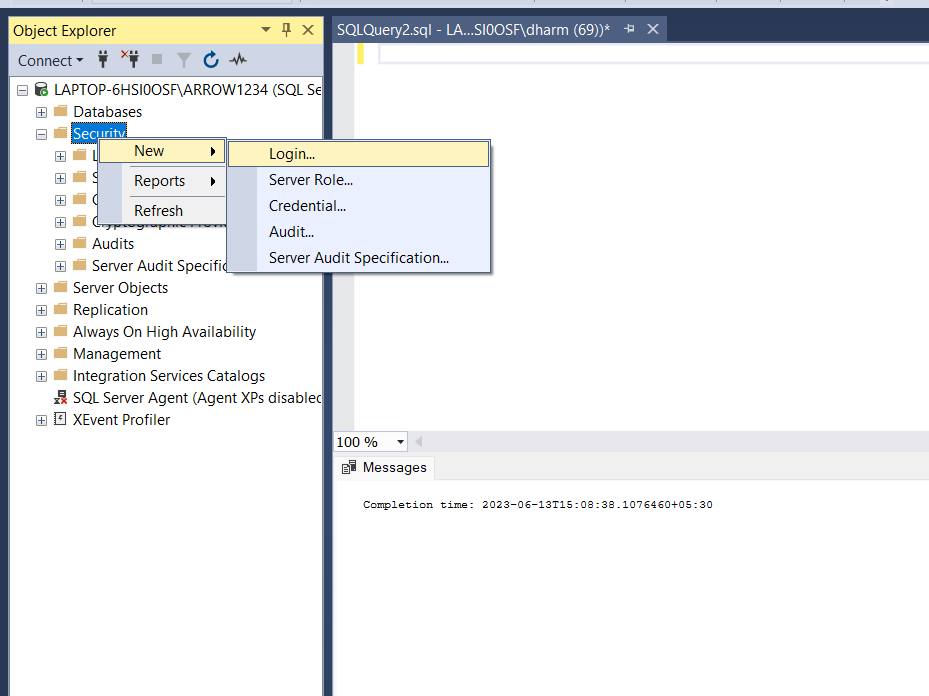 Object Explorer
Connect
LAPTOP-6HSI0OSF\ARROW1234 (SQL Se
Databases
Security
New
Reports
Refresh
Login...
Server Role...
Credential...
Audit...
Server Audit Specification...
Audits
Server Audit Specific
Server Objects
Replication
Always On High Availability
Management
Integration Services Catalogs
SQL Server Agent (Agent XPs disabled
XEvent Profiler
SQLQuery2.sql - LA...SI0OSF\dharm (69))*
100 %
Messages
Completion time: 2023-06-13T15:08:38.1076460+05:30